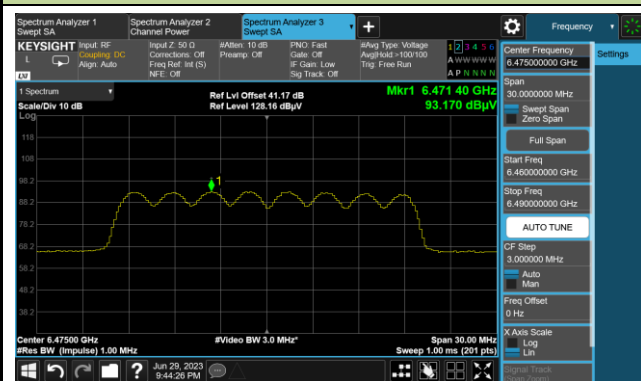 Spectrum Analyzer 1
Swept SA
Spectrum Analyzer 2
Channel Power
Spectrum Analyzer 3
Swept SA
+
Frequency
KEYSIGHT
L
LXI
Input: RF
Coupling: DC
Align: Auto
Input Z: 50 Ω
Corrections: Off
Freq Ref: Int (S)
NFE: Off
#Atten: 10 dB
Preamp: Off
PNO: Fast
Gate: Off
IF Gain: Low
Sig Track: Off
#Avg Type: Voltage
Avg|Hold:>100/100
Trig: Free Run
1 2 3 4 5 6
A W W W W W
A P N N N N
1 Spectrum
Scale/Div 10 dB
Log
Ref Lvl Offset 41.17 dB
Ref Level 128.16 dBµV
Mkr1 6.471 40 GHz
93.170 dBµV
118
108
98.2
88.2
78.2
68.2
58.2
48.2
38.2
1
Center 6.47500 GHz
#Res BW (Impulse) 1.00 MHz
#Video BW 3.0 MHz*
Span 30.00 MHz
Sweep 1.00 ms (201 pts)
Center Frequency
6.475000000 GHz
Settings
Span
30.0000000 MHz
Swept Span
Zero Span
Full Span
Start Freq
6.460000000 GHz
Stop Freq
6.490000000 GHz
AUTO TUNE
CF Step
3.000000 MHz
Auto
Man
Freq Offset
0 Hz
X Axis Scale
Log
Lin
Signal Track
(Span Zoom)
?
Jun 29, 2023
9:44:26 PM